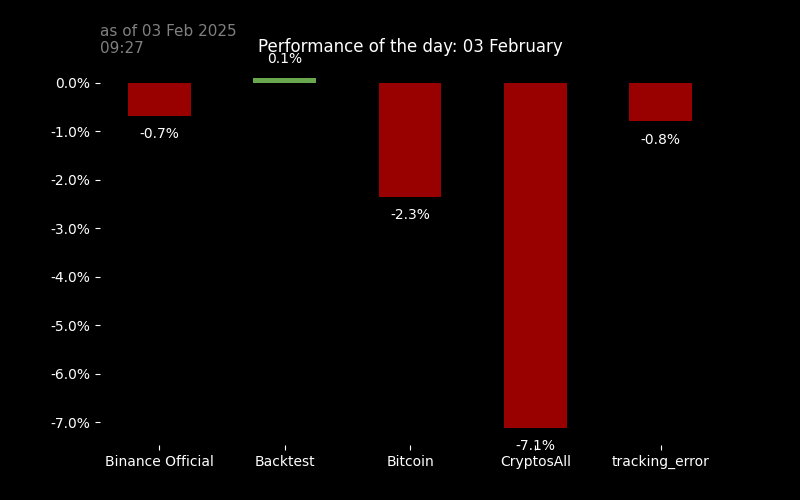 as of 03 Feb 2025
09:27
Performance of the day: 03 February
0.1%
0.0%
-1.0%
-2.0%
-3.0%
-4.0%
-5.0%
-6.0%
-7.0%
-0.7%
-2.3%
-7.1%
-0.8%
Binance Official
Backtest
Bitcoin
CryptosAll
tracking_error